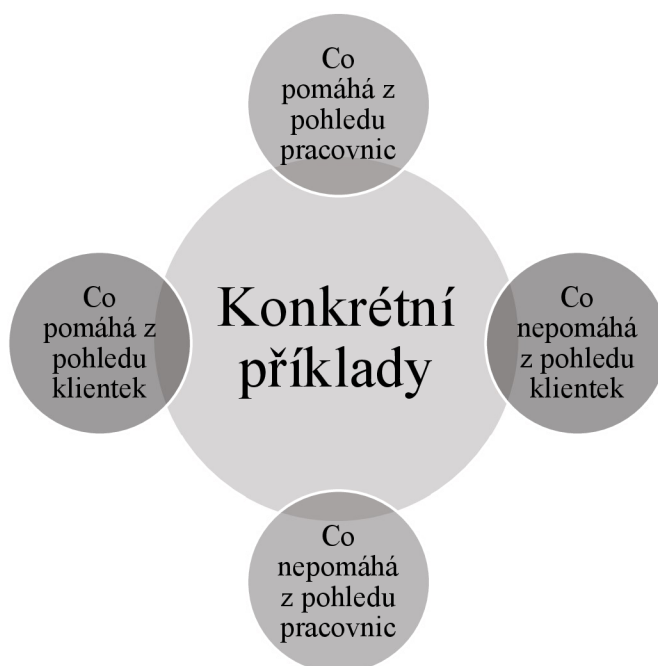 Co
pomáhá z
pohledu
pracovnic
Co
pomáhá z
pohledu
klientek
Konkrétní
příklady
Co
nepomáhá
z pohledu
klientek
Co
nepomáhá
z pohledu
pracovnic